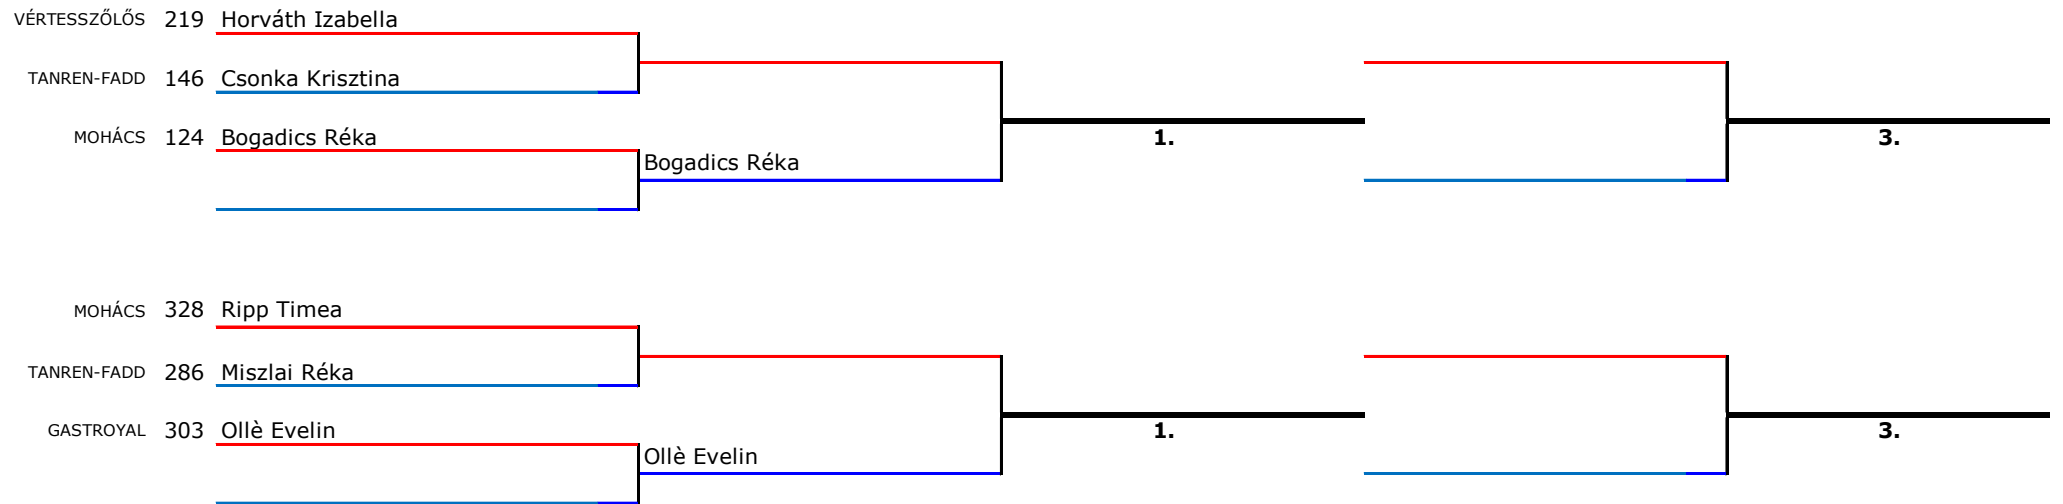 VÉRTESSZŐLŐS 219 Horváth Izabella
TANREN-FADD 146 Csonka Krisztina
MOHÁCS 124 Bogadics Réka
1.
3.
Bogadics Réka
MOHÁCS 328 Ripp Timea
TANREN-FADD 286 Miszlai Réka
GASTROYAL 303 Ollè Evelin
1.
3.
Ollè Evelin